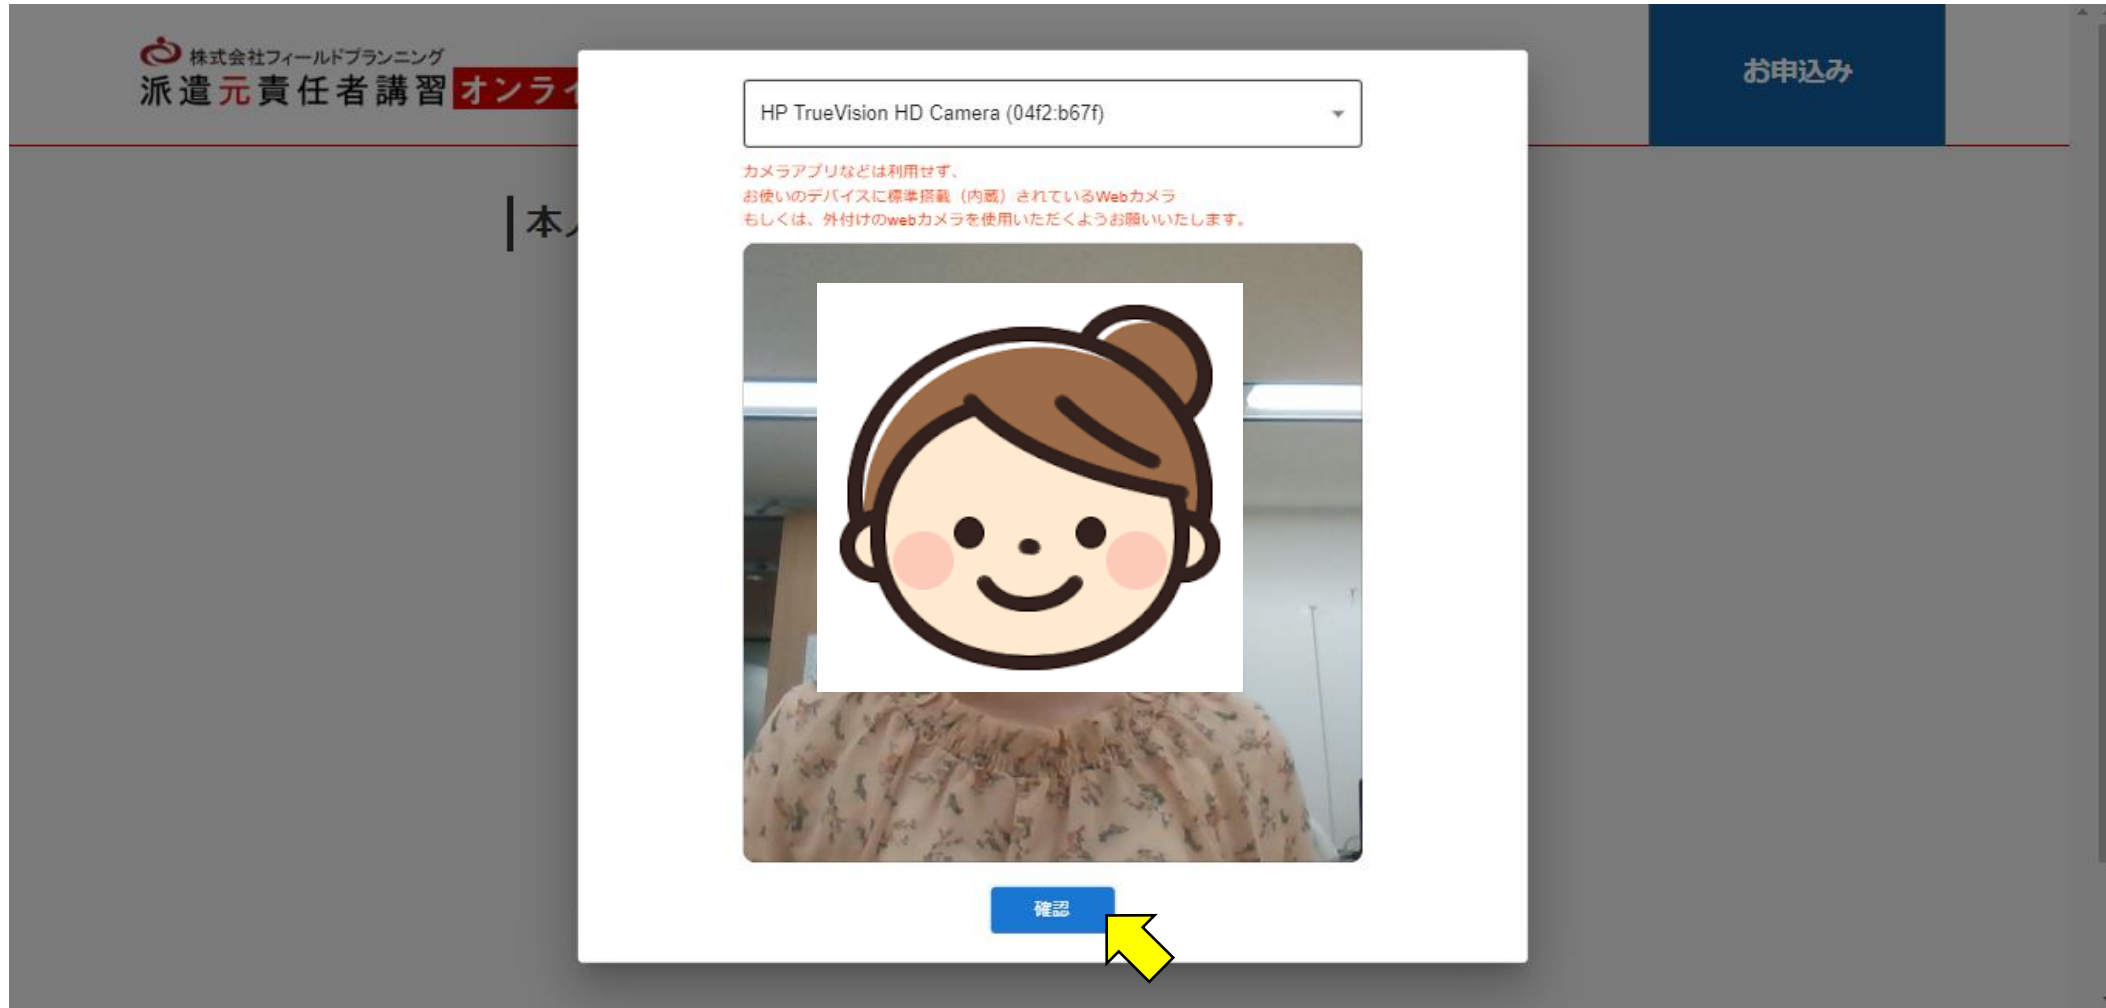 株式会社フィールドプランニング
派遣元責任者講習 オンライ
お申込み
HP TrueVision HD Camera (04f2:b67f)
カメラアプリなどは利用せず、
お使いのデバイスに標準搭載（内蔵）されているWebカメラ
もしくは、外付けのwebカメラを使用いただくようお願いいたします。
本人
確認